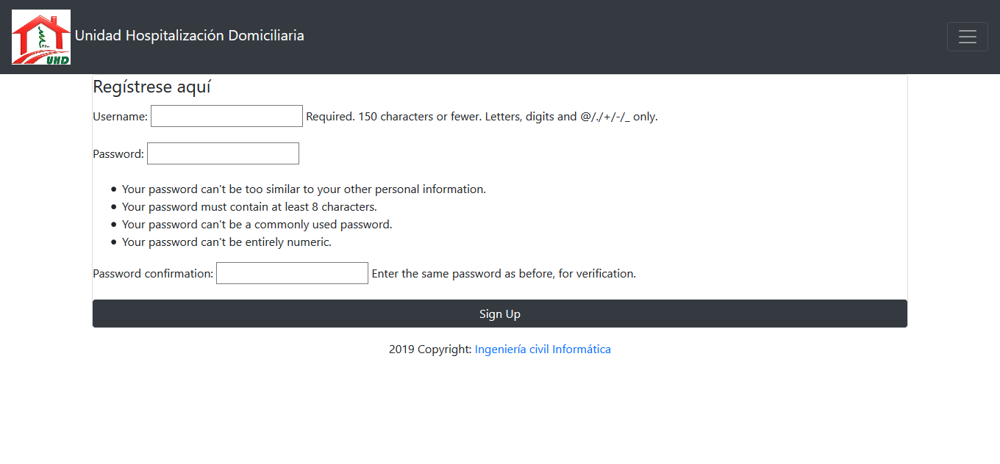 UHD
Unidad Hospitalización Domiciliaria
Regístrese aquí
Username: Required. 150 characters or fewer. Letters, digits and @/./+/-/_ only.
Password:
Your password can't be too similar to your other personal information.
Your password must contain at least 8 characters.
Your password can't be a commonly used password.
Your password can't be entirely numeric.
Password confirmation: Enter the same password as before, for verification.
Sign Up
2019 Copyright: Ingeniería civil Informática